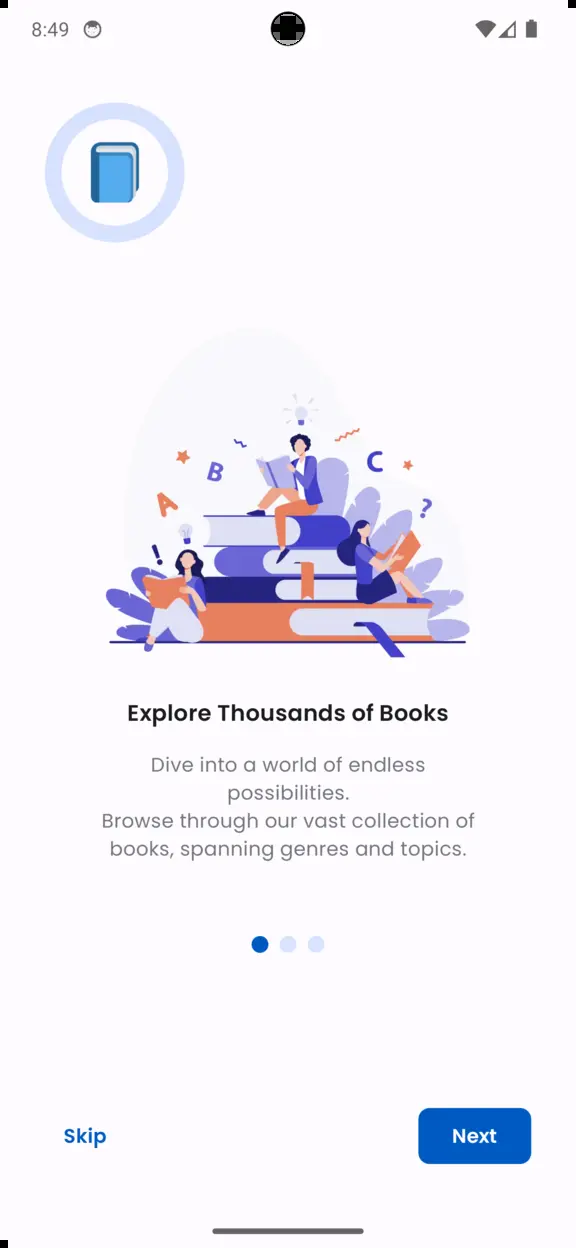 8:49
A
B
C
?
!
Explore Thousands of Books
Dive into a world of endless
possibilities.
Browse through our vast collection of
books, spanning genres and topics.
Skip
Next